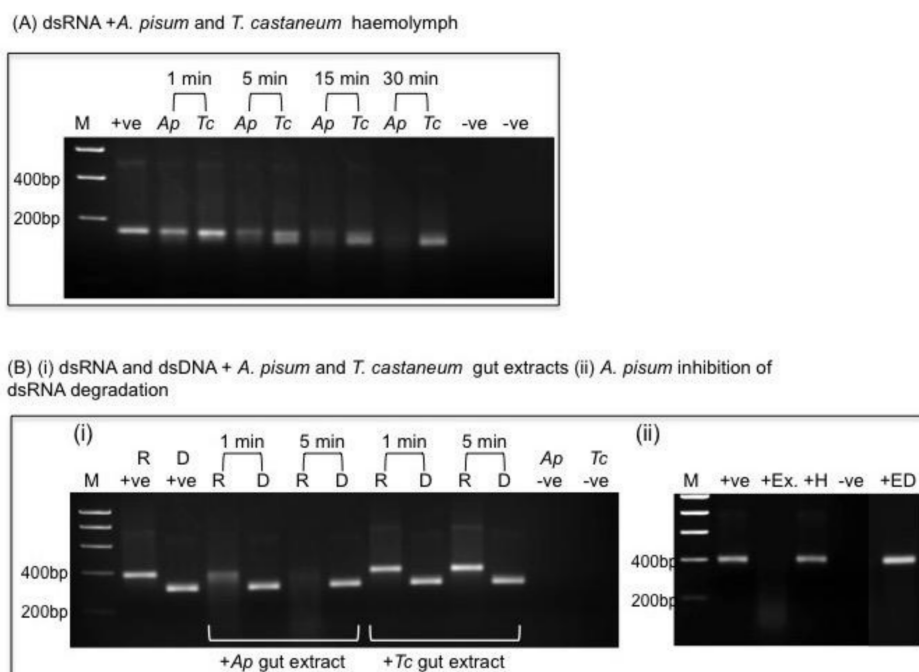 (A) dsRNA +A. pisum and T. castaneum haemolymph
1 min 5 min 15 min 30 min
M +ve Ap Tc Ap Tc Ap Tc Ap Tc -ve -ve
400bp
200bp
(B) (i) dsRNA and dsDNA + A. pisum and T. castaneum gut extracts (ii) A. pisum inhibition of
dsRNA degradation
(i)
1 min 5 min 1 min 5 min
R D Ap Tc
M +ve +ve R D R D R D R D -ve -ve
400bp
200bp
+Ap gut extract +Tc gut extract
(ii)
M +ve +Ex. +H -ve +ED
400bp
200bp